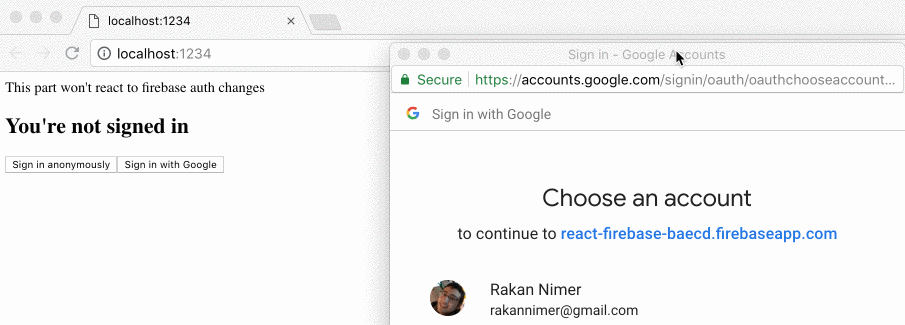 localhost:1234
localhost:1234
This part won't react to firebase auth changes
You're not signed in
Sign in anonymously
Sign in with Google
Sign in - Google Accounts
Secure
https://accounts.google.com/signin/oauth/oauthchooseaccount...
Sign in with Google
Choose an account
to continue to react-firebase-baecd.firebaseapp.com
Rakan Nimer
rakannimer@gmail.com